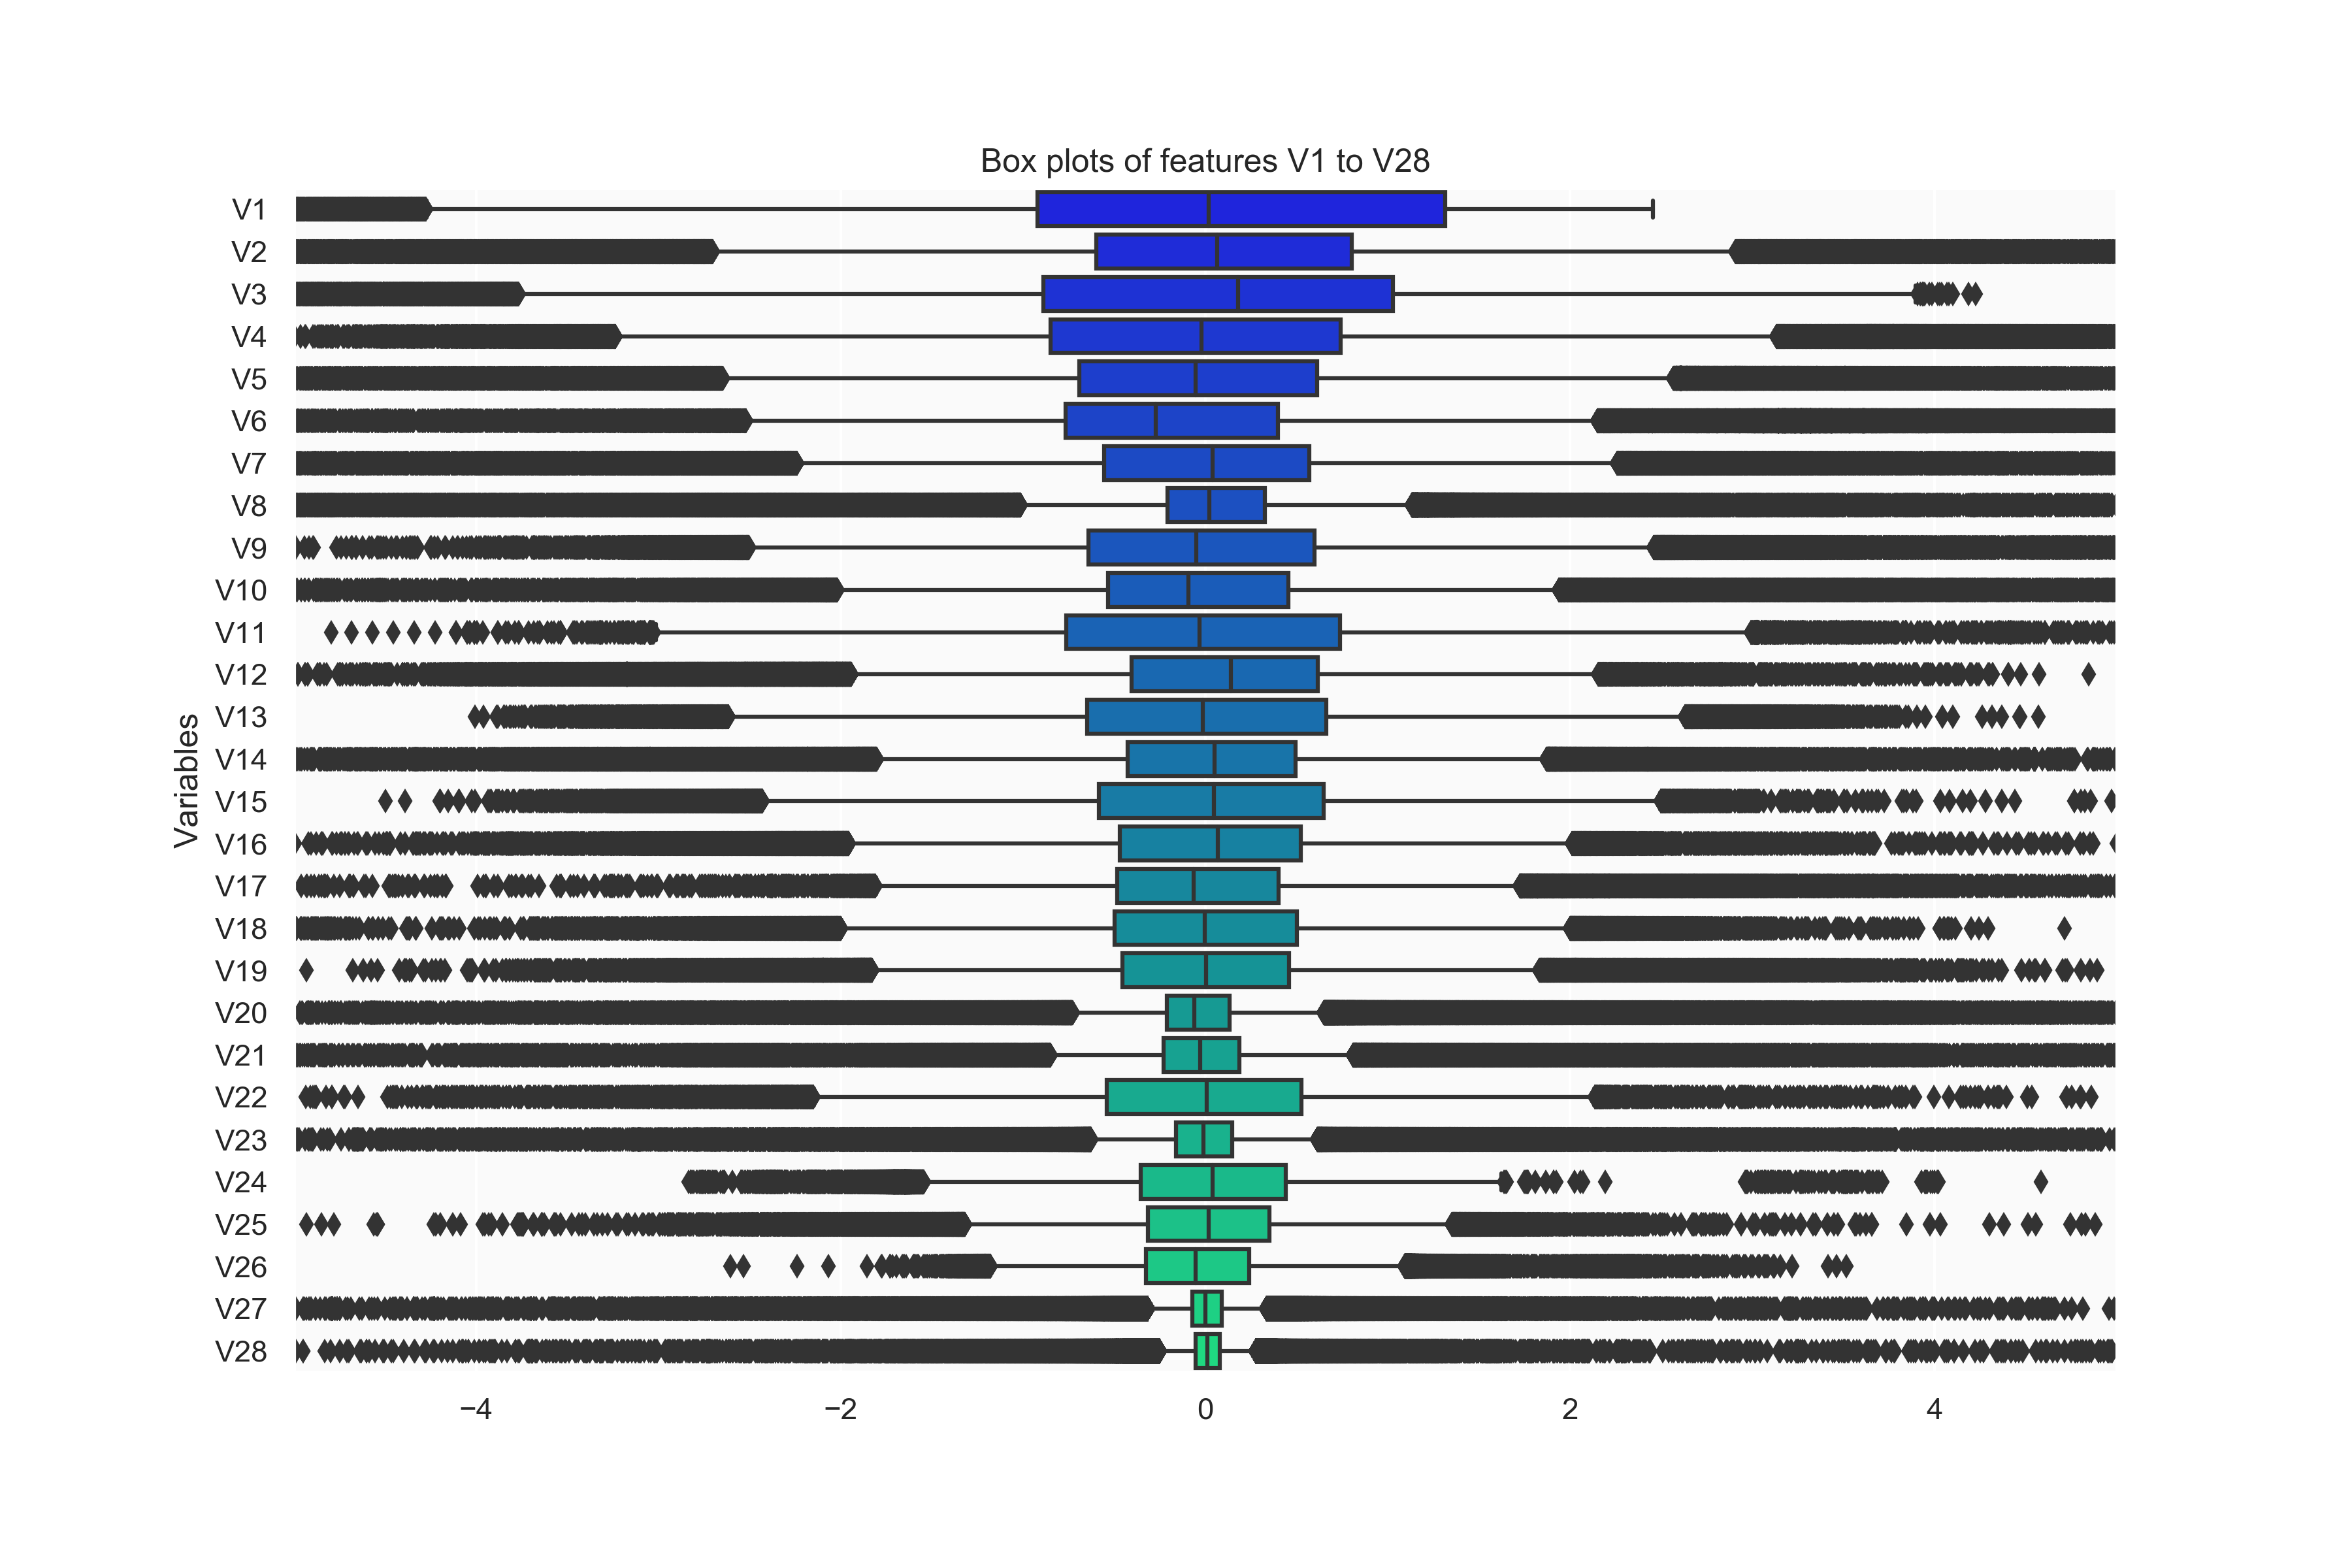 Box plots of features V1 to V28
Variables
V1
V2
V3
V4
V5
V6
V7
V8
V9
V10
V11
V12
V13
V14
V15
V16
V17
V18
V19
V20
V21
V22
V23
V24
V25
V26
V27
V28
−4 −2 0 2 4